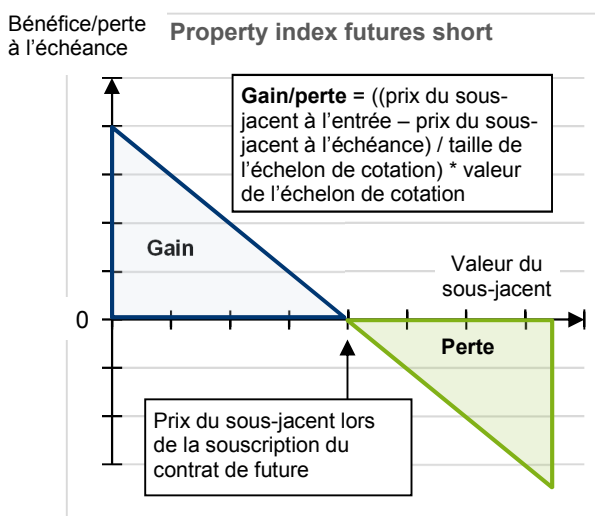 Bénéfice/perte
à l'échéance
Property index futures short
Gain/perte = ((prix du sous-
jacent à l'entrée – prix du sous-
jacent à l'échéance) / taille de
l'échelon de cotation) * valeur
de l'échelon de cotation
Gain
Valeur du
sous-jacent
0
Perte
Prix du sous-jacent lors
de la souscription du
contrat de future